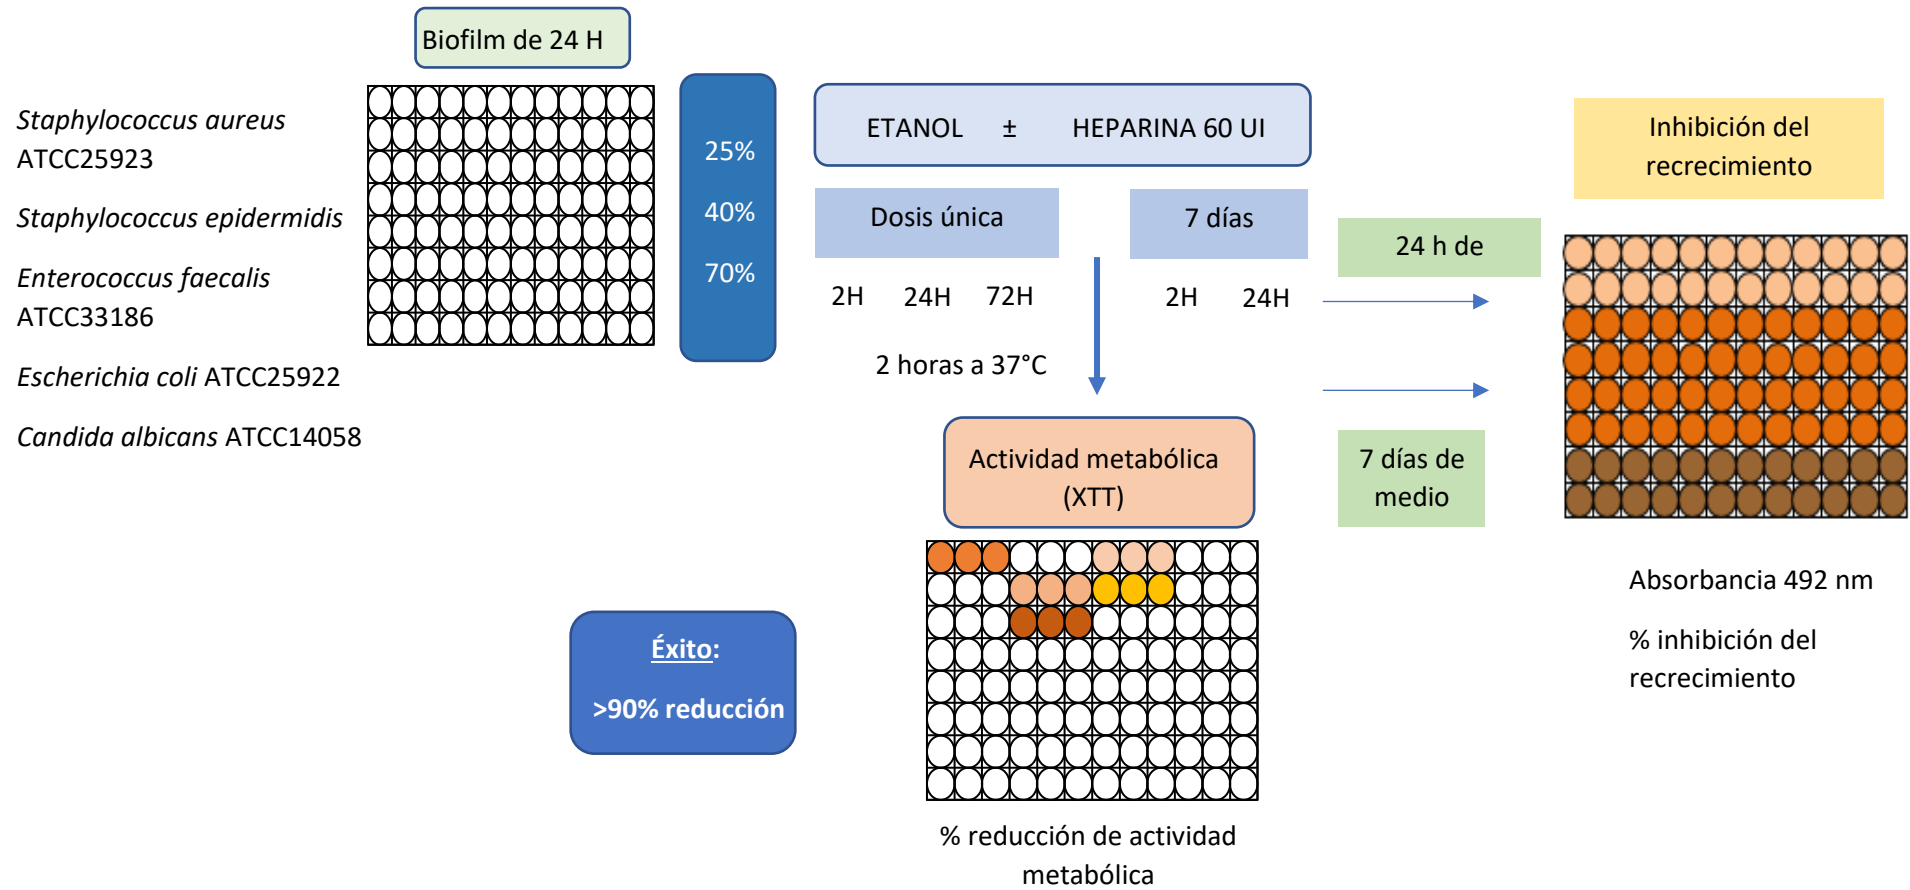 Biofilm de 24 H
Staphylococcus aureus
ATCC25923
Staphylococcus epidermidis
Enterococcus faecalis
ATCC33186
Escherichia coli ATCC25922
Candida albicans ATCC14058
25%
40%
70%
ETANOL ± HEPARINA 60 UI
Dosis única
7 días
2H 24H 72H
2H 24H
2 horas a 37°C
24 h de
7 días de
medio
Inhibición del
recrecimiento
Actividad metabólica
(XTT)
Éxito:
>90% reducción
% reducción de actividad
metabólica
Absorbancia 492 nm
% inhibición del
recrecimiento